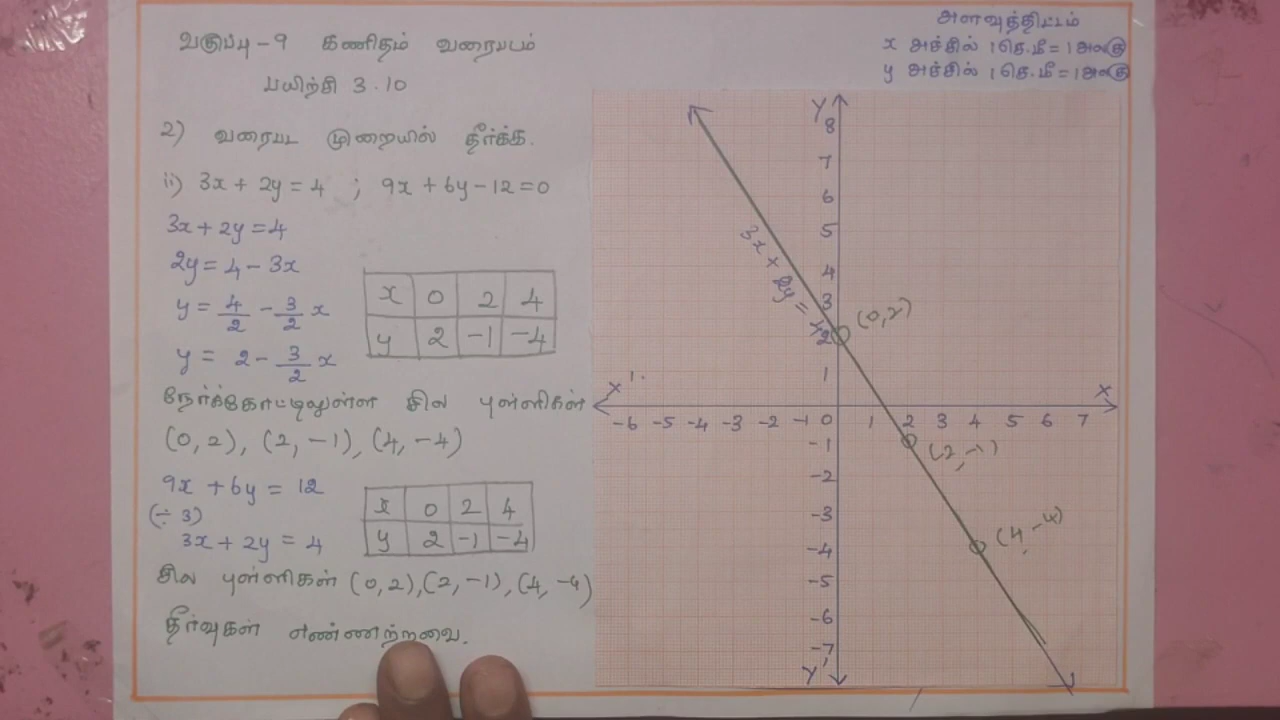 வகுப்பு - 9 கணிதம் வரைபடம்
பயிற்சி 3.10
2) வரைபட முறையில் தீர்க்க.
ii) 3x + 2y = 4 ; 9x + 6y - 12 = 0
3x + 2y = 4
2y = 4 - 3x
y = 4/2 - 3/2 x
y = 2 - 3/2 x
x 0 2 4
y 2 -1 -4
நேர்க்கோட்டிலுள்ள சில புள்ளிகள்
(0, 2), (2, -1), (4, -4)
9x + 6y = 12
(÷ 3)
3x + 2y = 4
x 0 2 4
y 2 -1 -4
சில புள்ளிகள் (0, 2), (2, -1), (4, -4)
தீர்வுகள் எண்ணற்றவை.
அளவுத்திட்டம்
x அச்சில் 1 செ.மீ = 1 அலகு
y அச்சில் 1 செ.மீ = 1 அலகு
Y
8
7
6
5
4
3
2
1
3x + 2y = 4
(0, 2)
X' X
-6 -5 -4 -3 -2 -1 0 1 2 3 4 5 6 7
-1
(2, -1)
-2
-3
-4
(4, -4)
-5
-6
-7
Y'